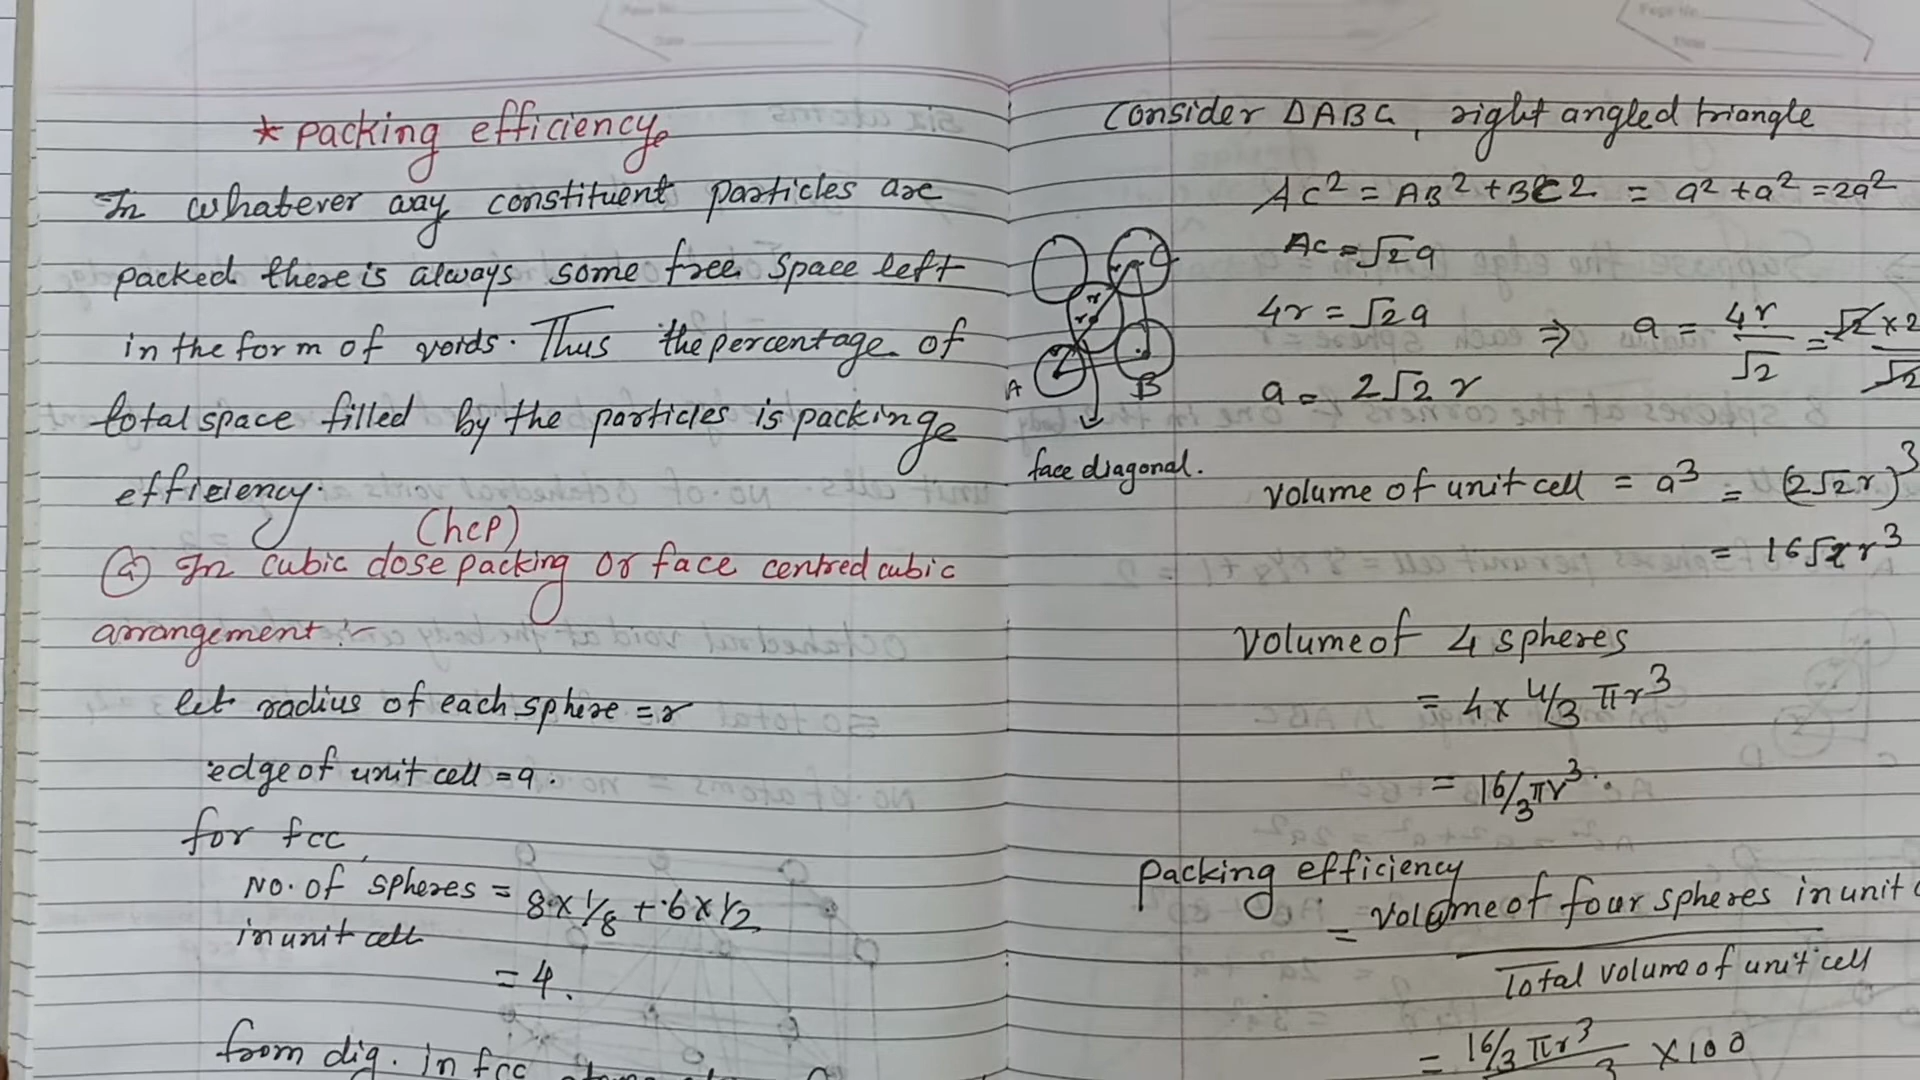 * Packing efficiency
In whatever way constituent particles are
packed there is always some free space left
in the form of voids. Thus the percentage of
total space filled by the particles is packing
efficiency.
(hcp)
(a) In cubic close packing or face centred cubic
arrangement :-
let radius of each sphere = r
edge of unit cell = a.
for fcc,
No. of spheres = 8 x 1/8 + 6 x 1/2
in unit cell
= 4.
from dig. in fcc
Consider ΔABC, right angled triangle
AC² = AB² + BC² = a² + a² = 2a²
AC = √2a
4r = √2a ⇒ a = 4r/√2 = √2 x 2/√2
a = 2√2 r
C
r
r
A
B
face diagonal.
volume of unit cell = a³ = (2√2r)³
= 16√2r³
Volume of 4 spheres
= 4x 4/3 πr³
= 16/3 πr³.
packing efficiency
= volume of four spheres in unit
Total volume of unit cell
= 16/3 πr³ x100